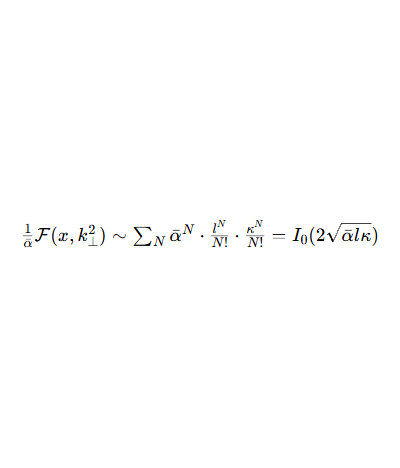 $\frac{1}{\bar{\alpha}} \mathcal{F}(x, k_{\perp}^2) \sim \sum_N \bar{\alpha}^N \cdot \frac{l^N}{N!} \cdot \frac{\kappa^N}{N!} = I_0(2\sqrt{\bar{\alpha} l \kappa})$